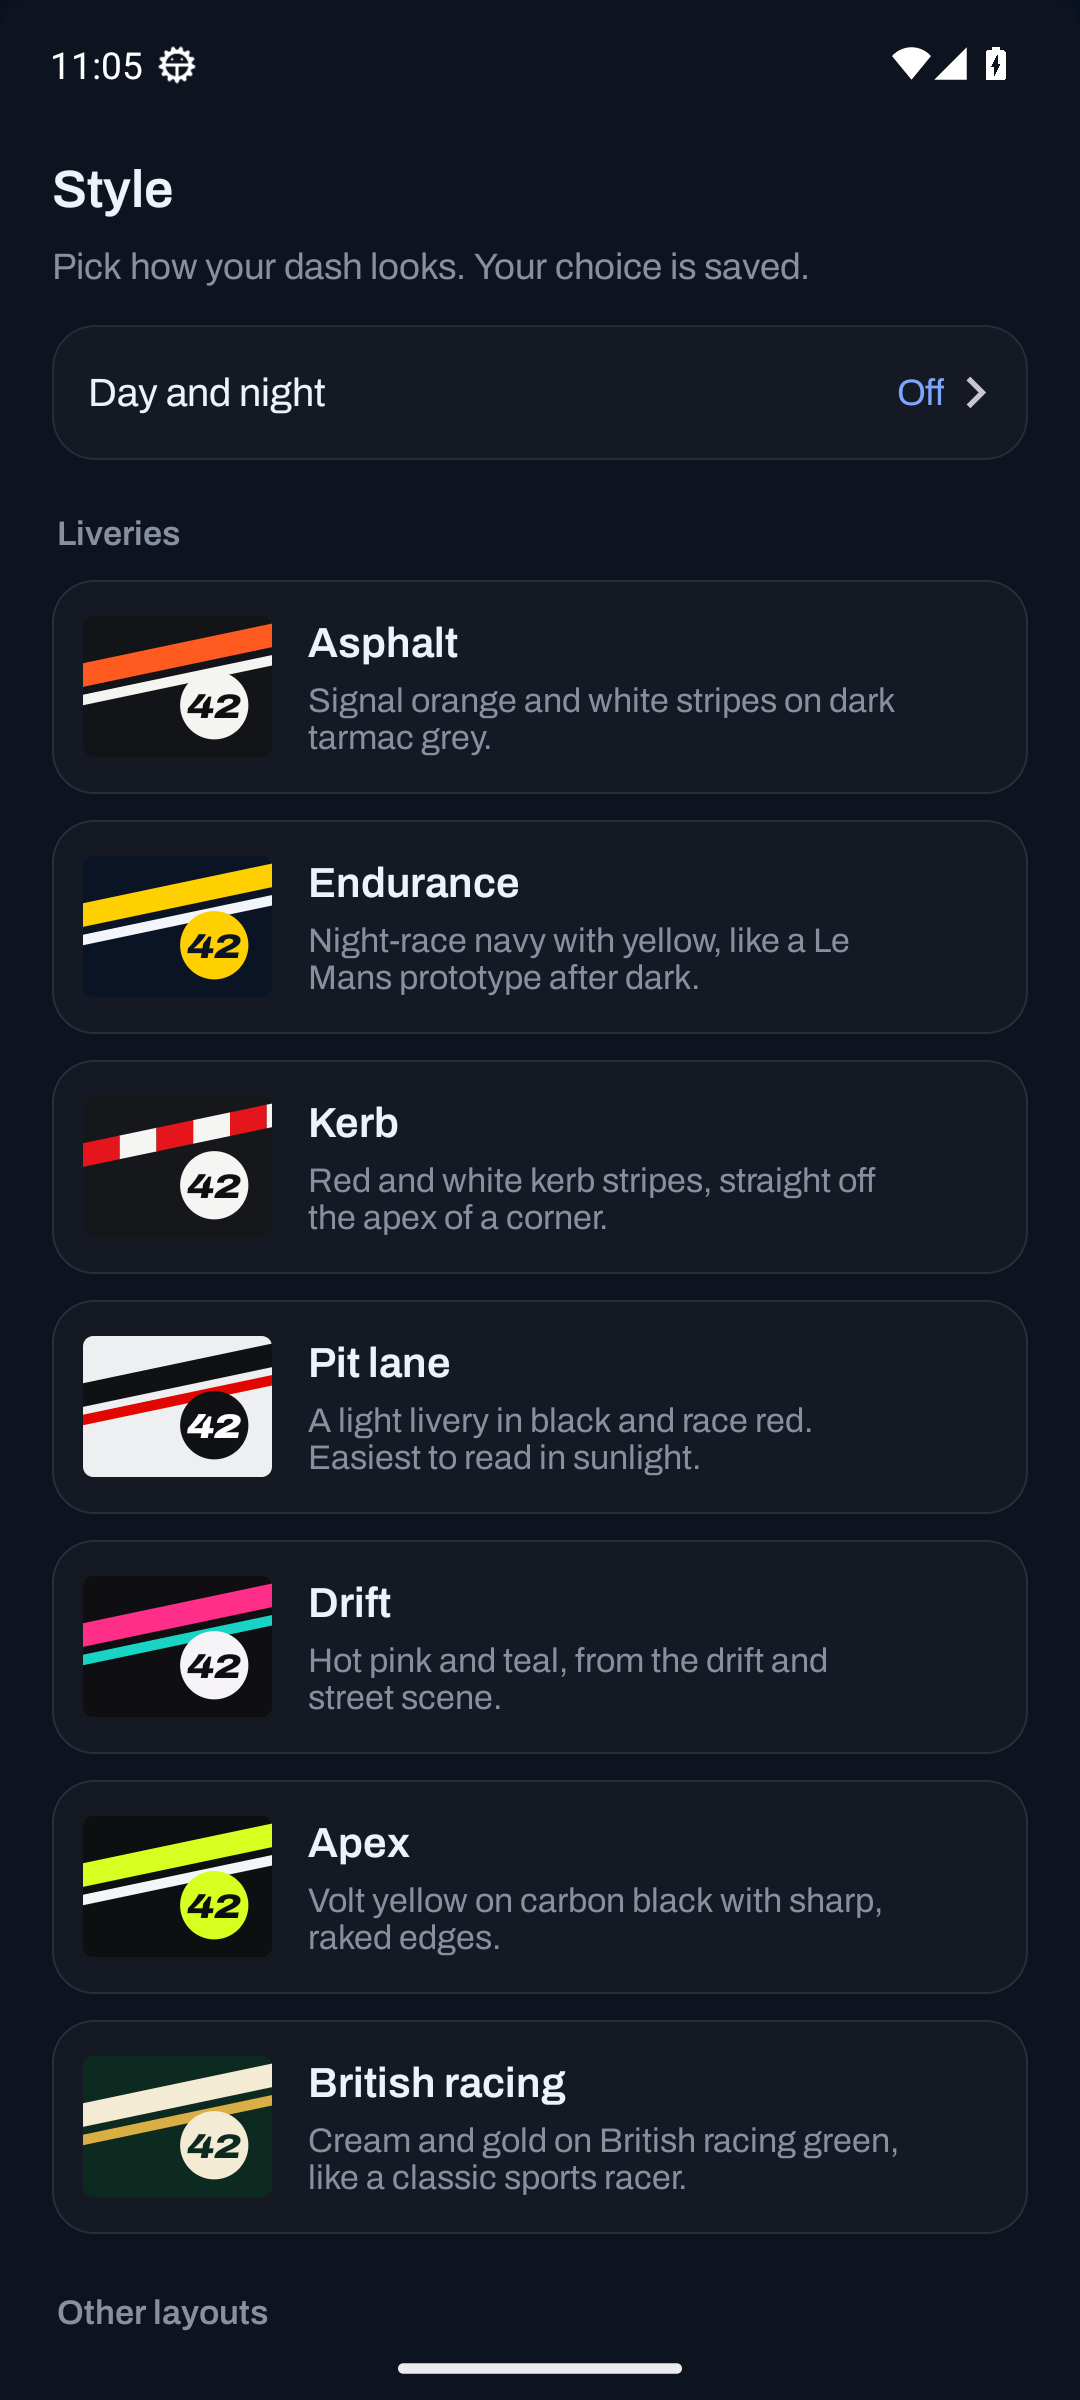 11:05
Style
Pick how your dash looks. Your choice is saved.
Day and night
Off
Liveries
42
Asphalt
Signal orange and white stripes on dark
tarmac grey.
42
Endurance
Night-race navy with yellow, like a Le
Mans prototype after dark.
42
Kerb
Red and white kerb stripes, straight off
the apex of a corner.
42
Pit lane
A light livery in black and race red.
Easiest to read in sunlight.
42
Drift
Hot pink and teal, from the drift and
street scene.
42
Apex
Volt yellow on carbon black with sharp,
raked edges.
42
British racing
Cream and gold on British racing green,
like a classic sports racer.
Other layouts